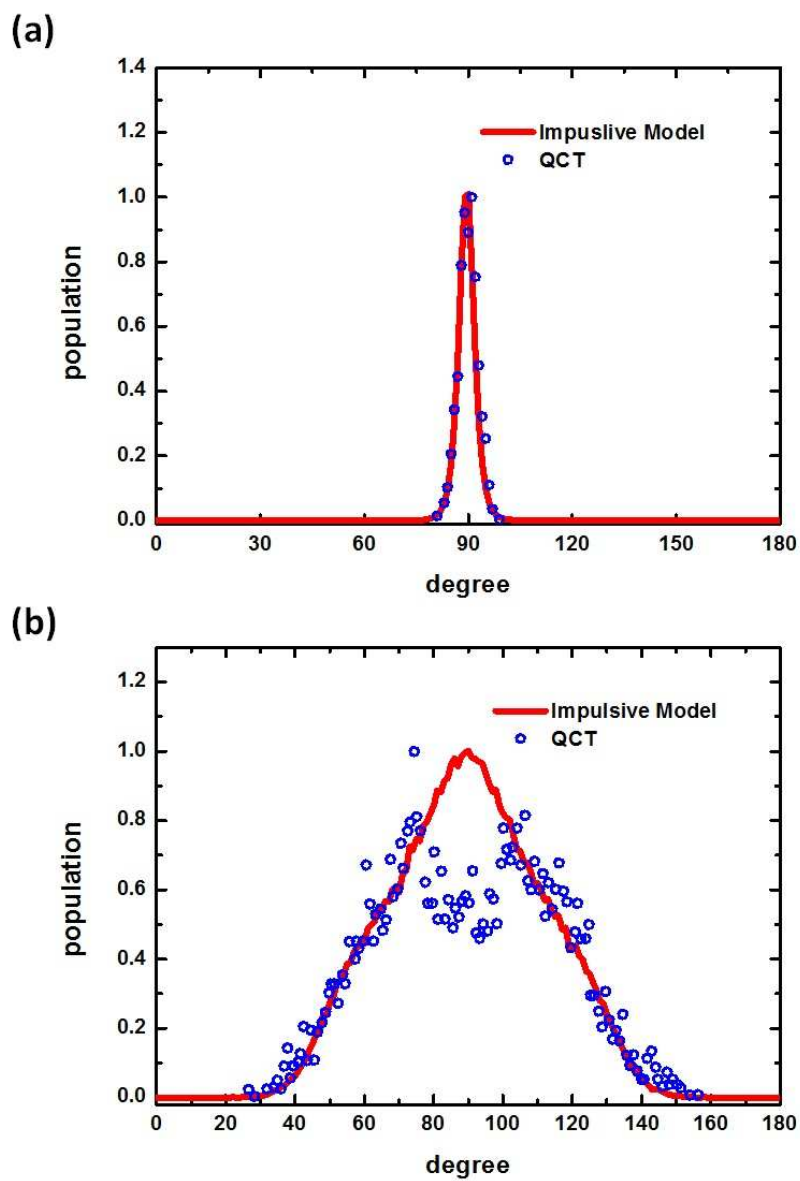 (a)
1.4
1.2
1.0
0.8
0.6
0.4
0.2
0.0
population
Impuslive Model
QCT
0 30 60 90 120 150 180
degree
(b)
1.2
1.0
0.8
0.6
0.4
0.2
0.0
population
Impulsive Model
QCT
0 20 40 60 80 100 120 140 160 180
degree